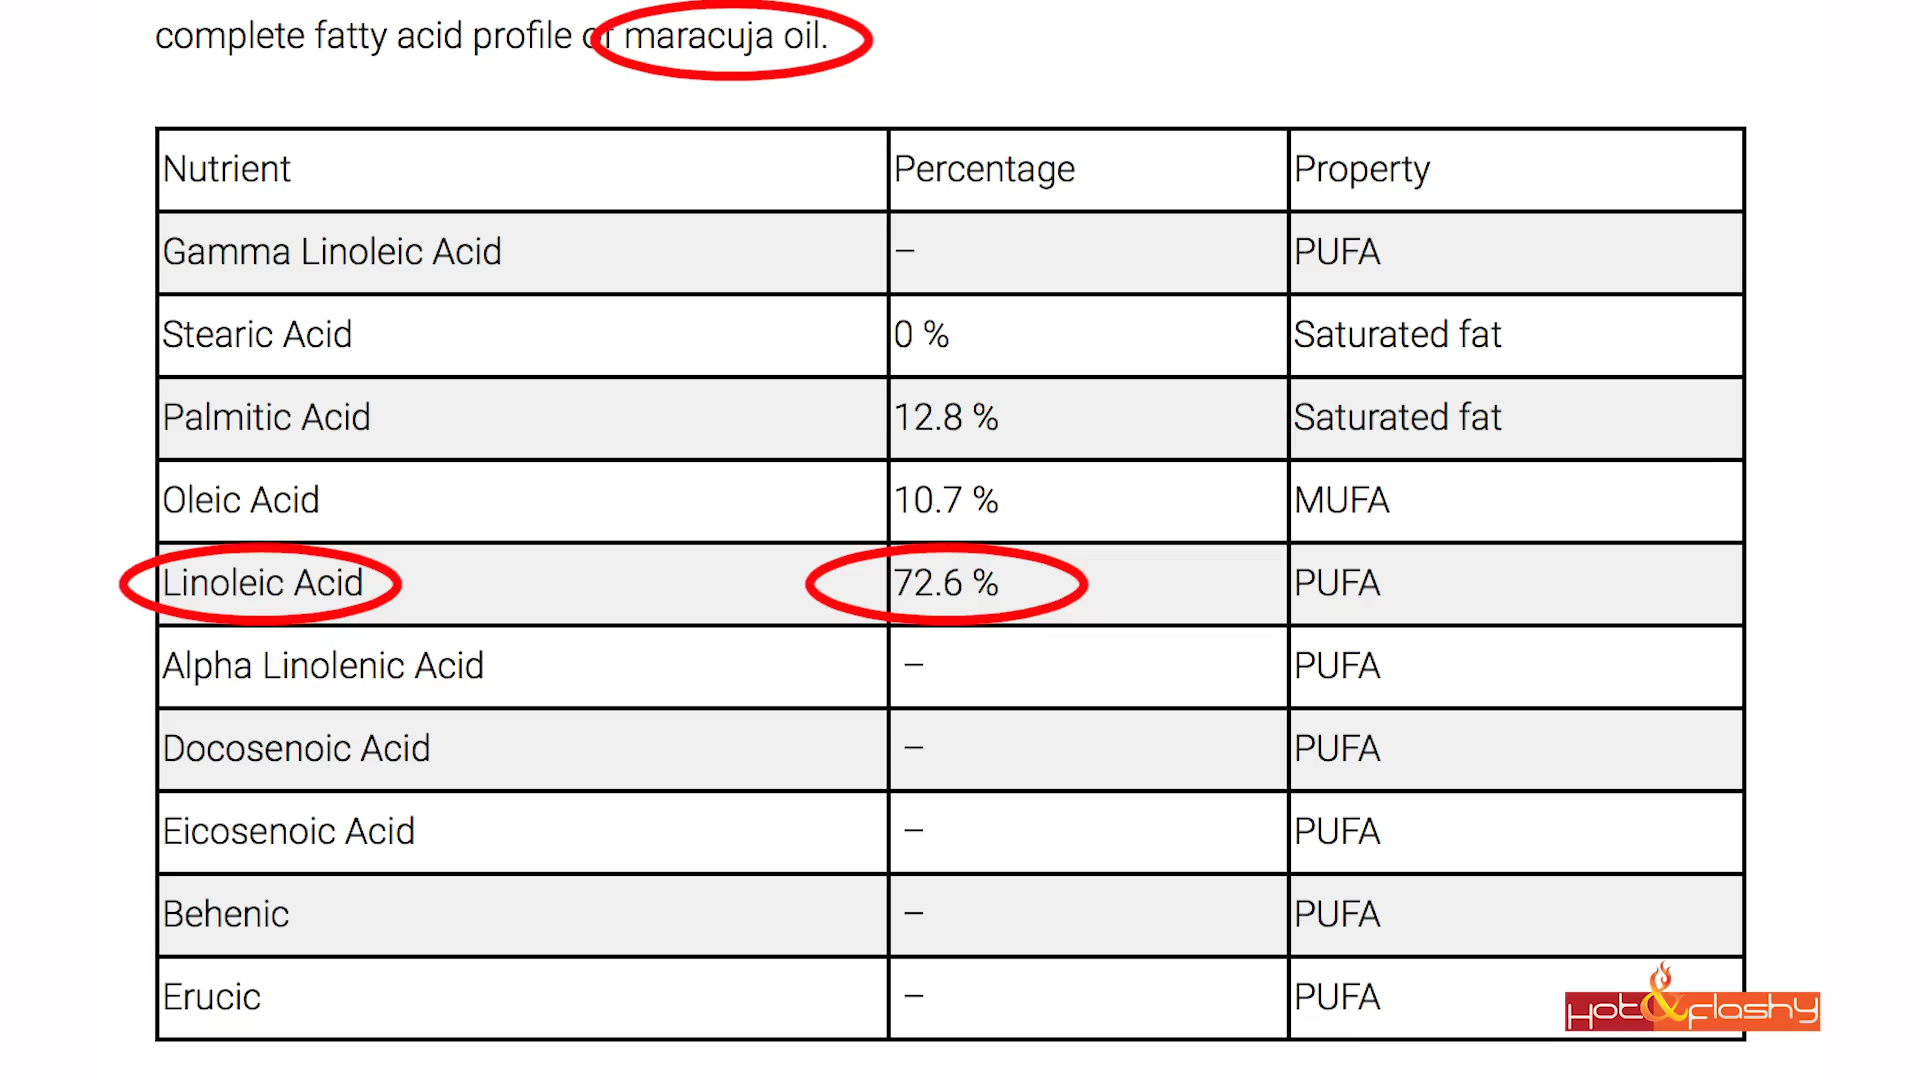 complete fatty acid profile of maracuja oil.
Nutrient Percentage Property
Gamma Linoleic Acid – PUFA
Stearic Acid 0 % Saturated fat
Palmitic Acid 12.8 % Saturated fat
Oleic Acid 10.7 % MUFA
Linoleic Acid 72.6 % PUFA
Alpha Linolenic Acid – PUFA
Docosenoic Acid – PUFA
Eicosenoic Acid – PUFA
Behenic – PUFA
Erucic – PUFA
Hot&flashy